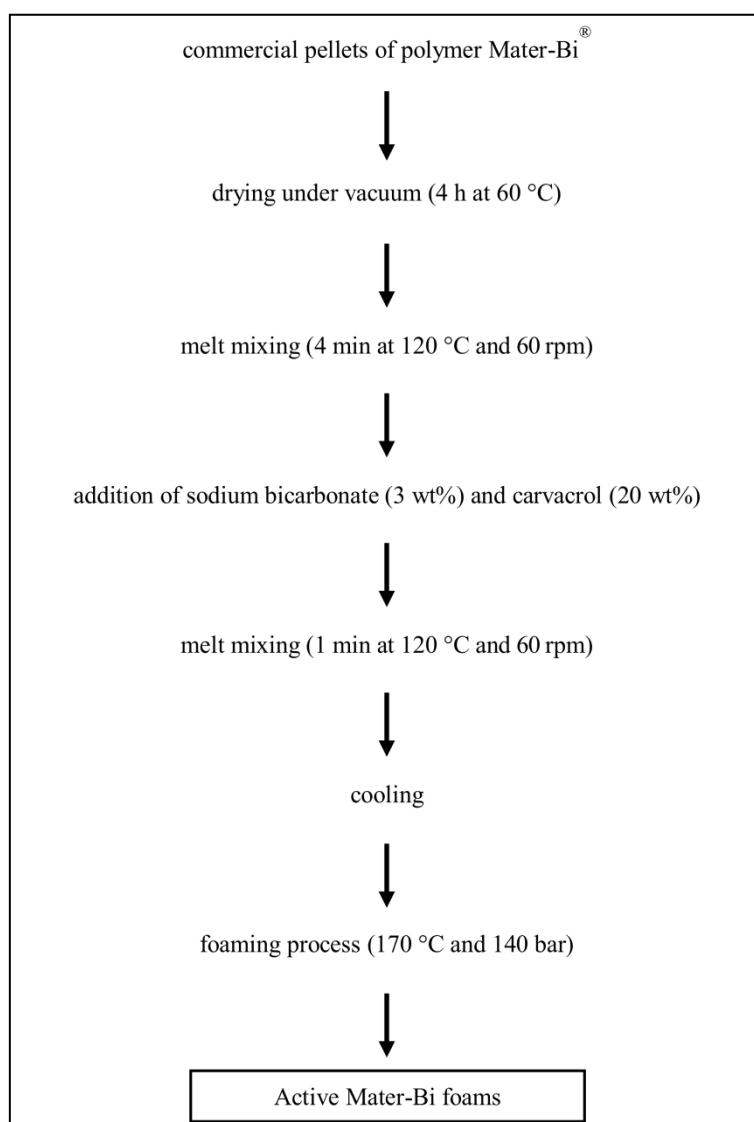 commercial pellets of polymer Mater-Bi®
drying under vacuum (4 h at 60 °C)
melt mixing (4 min at 120 °C and 60 rpm)
addition of sodium bicarbonate (3 wt%) and carvacrol (20 wt%)
melt mixing (1 min at 120 °C and 60 rpm)
cooling
foaming process (170 °C and 140 bar)
Active Mater-Bi foams